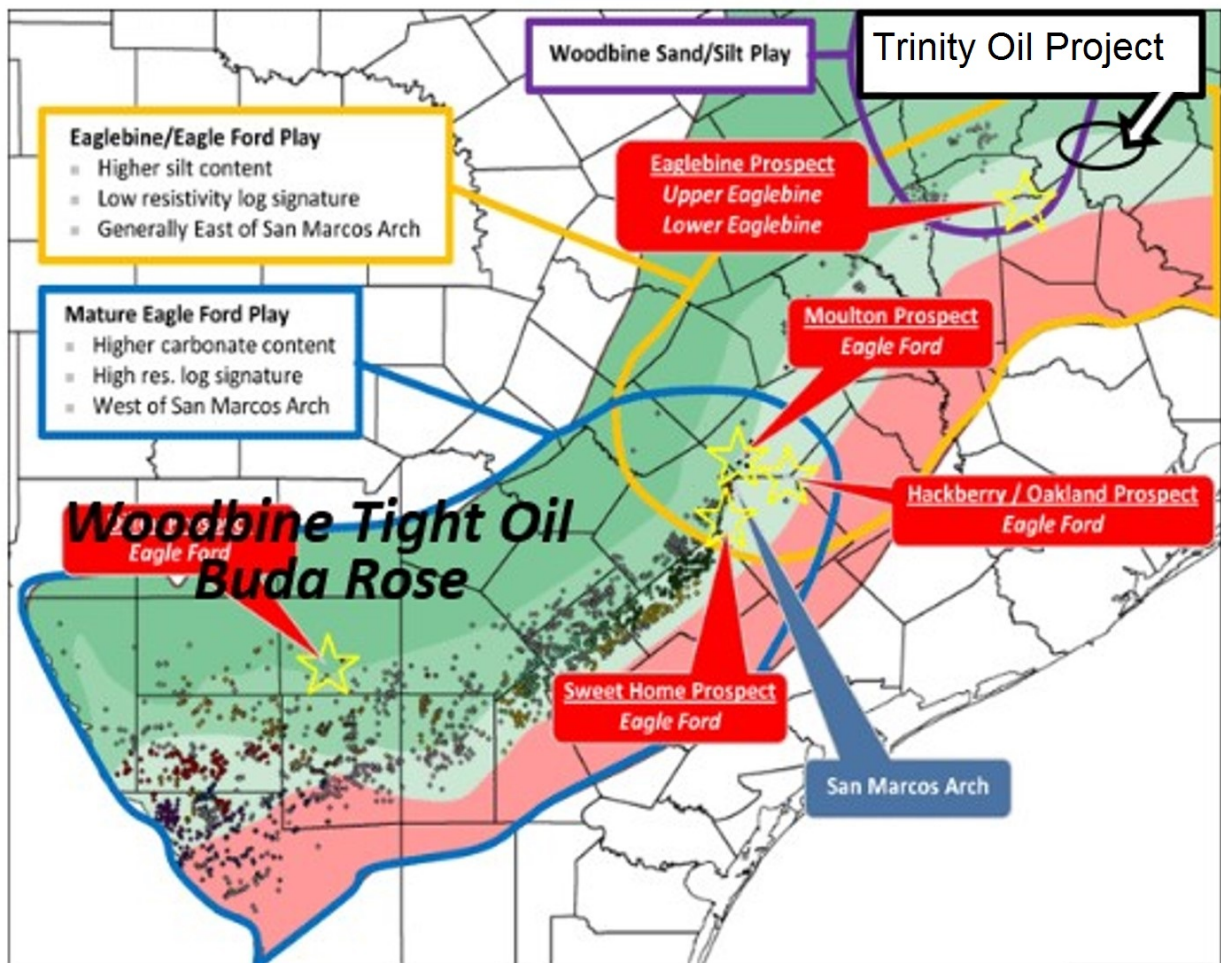 Woodbine Sand/Silt Play
Trinity Oil Project
Eaglebine/Eagle Ford Play
Higher silt content
Low resistivity log signature
Generally East of San Marcos Arch
Eaglebine Prospect
Upper Eaglebine
Lower Eaglebine
Mature Eagle Ford Play
Higher carbonate content
High res. log signature
West of San Marcos Arch
Moulton Prospect
Eagle Ford
Hackberry / Oakland Prospect
Eagle Ford
Woodbine Tight Oil
Buda Rose
Eagle Ford
Sweet Home Prospect
Eagle Ford
San Marcos Arch